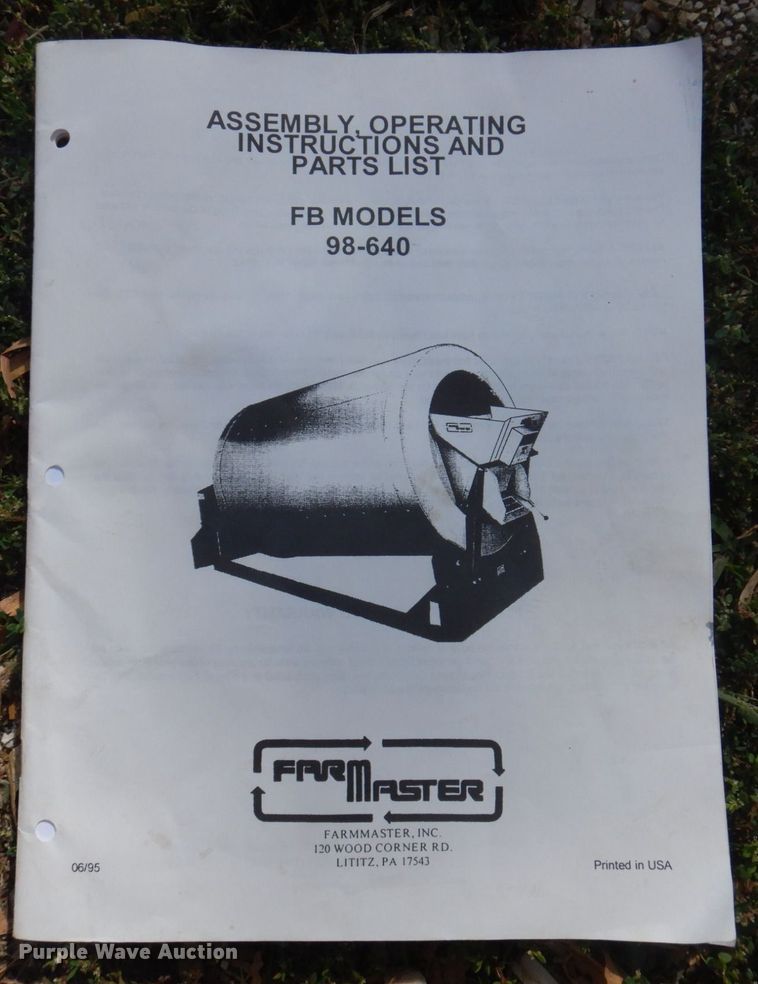 ASSEMBLY, OPERATING
INSTRUCTIONS AND
PARTS LIST
FB MODELS
98-640
FARMASTER
FARMMASTER, INC.
120 WOOD CORNER RD.
LITITZ, PA 17543
06/95
Printed in USA
Purple Wave Auction